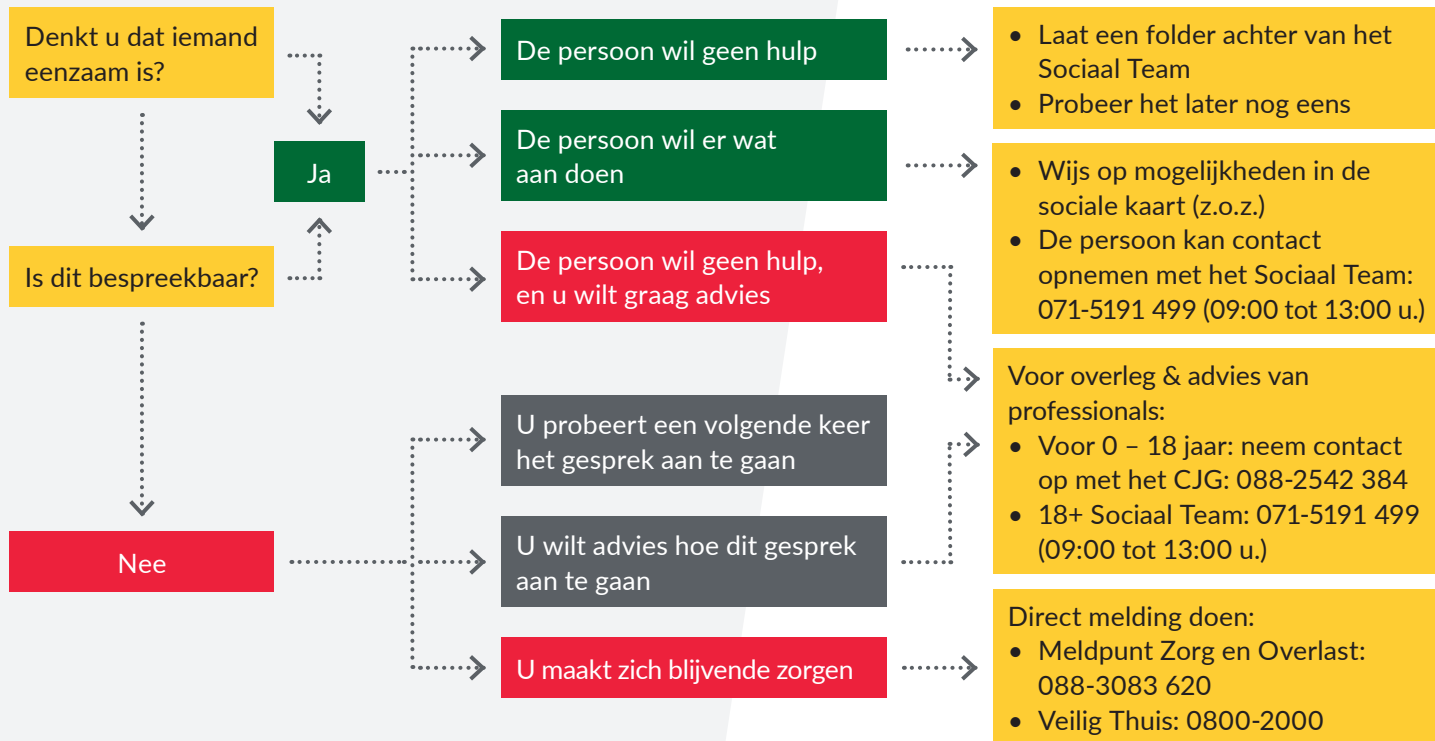 Denkt u dat iemand
eenzaam is?
Is dit bespreekbaar?
Nee
Ja
De persoon wil geen hulp
De persoon wil er wat
aan doen
De persoon wil geen hulp,
en u wilt graag advies
U probeert een volgende keer
het gesprek aan te gaan
U wilt advies hoe dit gesprek
aan te gaan
U maakt zich blijvende zorgen
• Laat een folder achter van het
Sociaal Team
• Probeer het later nog eens
• Wijs op mogelijkheden in de
sociale kaart (z.o.z.)
• De persoon kan contact
opnemen met het Sociaal Team:
071-5191 499 (09:00 tot 13:00 u.)
Voor overleg & advies van
professionals:
• Voor 0 – 18 jaar: neem contact
op met het CJG: 088-2542 384
• 18+ Sociaal Team: 071-5191 499
(09:00 tot 13:00 u.)
Direct melding doen:
• Meldpunt Zorg en Overlast:
088-3083 620
• Veilig Thuis: 0800-2000